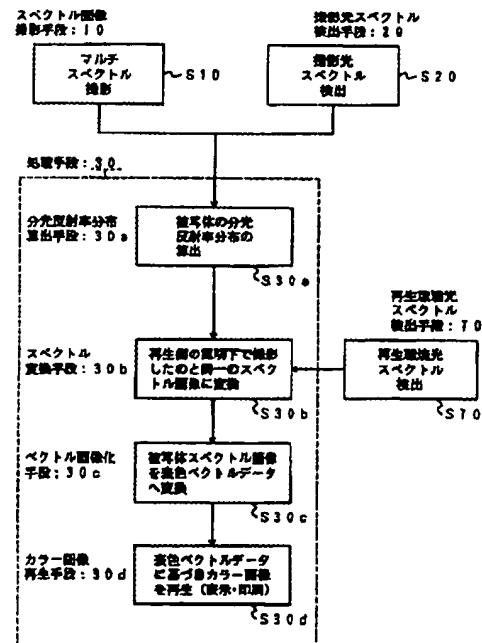 スペクトル画像
撮影手段:10
マルチ
スペクトル
撮影
S10
撮影光スペクトル
検出手段:20
撮影光
スペクトル
検出
S20
処理手段:30
分光反射率分布
算出手段:30a
被写体の分光
反射率分布の
算出
S30a
再生環境光
スペクトル
検出手段:70
再生環境光
スペクトル
検出
S70
スペクトル
変換手段:30b
再生側の照明下で撮影
したのと同一のスペク
トル画像に変換
S30b
ベクトル画像化
手段:30c
被写体スペクトル画像
を表色ベクトルデータ
へ変換
S30c
カラー画像
再生手段:30d
表色ベクトルデータ
に基づきカラー画像
を再生(表示・印刷)
S30d